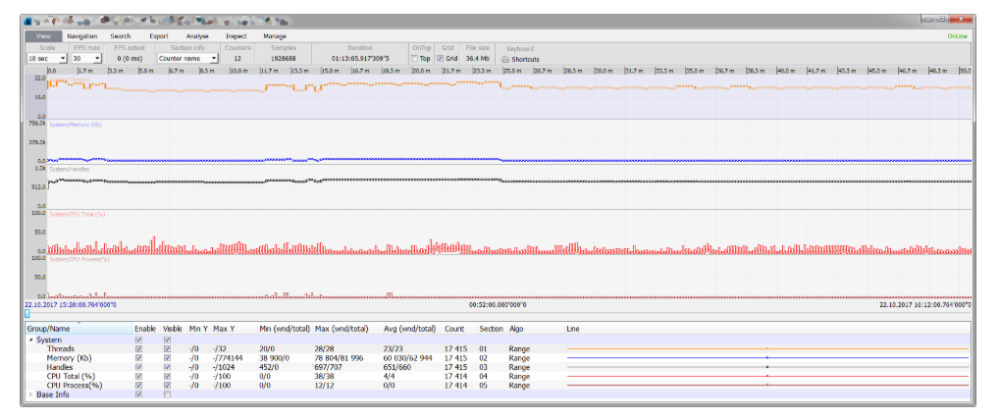 View Navigation Search Export Analyse Inspect Manage OnLine
Scale FPS max FPS actual Section info Counters Samples Duration OnTop Grid File size Keyboard
10 sec 30 0 (0 ms) Counter name 12 1928688 01:13:05.917'309"5 Top Grid 36.4 Mb Shortcuts
0.0 1.7 m 3.3 m 5.0 m 6.7 m 8.3 m 10.0 m 11.7 m 13.3 m 15.0 m 16.7 m 18.3 m 20.0 m 21.7 m 23.3 m 25.0 m 26.7 m 28.3 m 30.0 m 31.7 m 33.3 m 35.0 m 36.7 m 38.3 m 40.0 m 41.7 m 43.3 m 45.0 m 46.7 m 48.3 m 50.0
32.0 System/Threads
16.0
0.0
756.0k System/Memory (Kb)
378.0k
0.0
1.0k System/Handles
512.0
0.0
100.0 System/CPU Total (%)
50.0
0.0
100.0 System/CPU Process(%)
50.0
0.0
22.10.2017 15:20:00.764'000"0 00:52:00.000'000"0 22.10.2017 16:12:00.764'000"0
Group/Name Enable Visible Min Y Max Y Min (wnd/total) Max (wnd/total) Avg (wnd/total) Count Section Algo Line
System
Threads -/0 -/32 20/0 28/28 23/23 17 415 01 Range
Memory (Kb) -/0 -/774144 38 900/0 78 804/81 996 60 030/62 944 17 415 02 Range
Handles -/0 -/1024 452/0 697/707 651/660 17 415 03 Range
CPU Total (%) -/0 -/100 0/0 38/38 4/4 17 414 04 Range
CPU Process(%) -/0 -/100 0/0 12/12 0/0 17 414 05 Range
Base Info